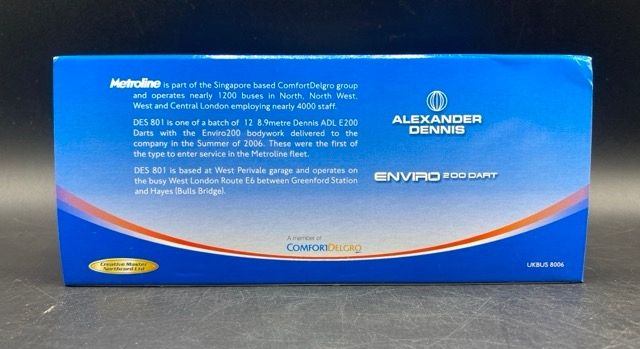 Metroline is part of the Singapore based ComfortDelgro group
and operates nearly 1200 buses in North, North West,
West and Central London employing nearly 4000 staff.
DES 801 is one of a batch of 12 8.9metre Dennis ADL E200
Darts with the Enviro200 bodywork delivered to the
company in the Summer of 2006. These were the first of
the type to enter service in the Metroline fleet.
DES 801 is based at West Perivale garage and operates on
the busy West London Route E6 between Greenford Station
and Hayes (Bulls Bridge).
ALEXANDER
DENNIS
ENVIRO 200 DART
A member of
COMFORTDELGRO
Creative Master
Northcord Ltd
UKBUS 8006